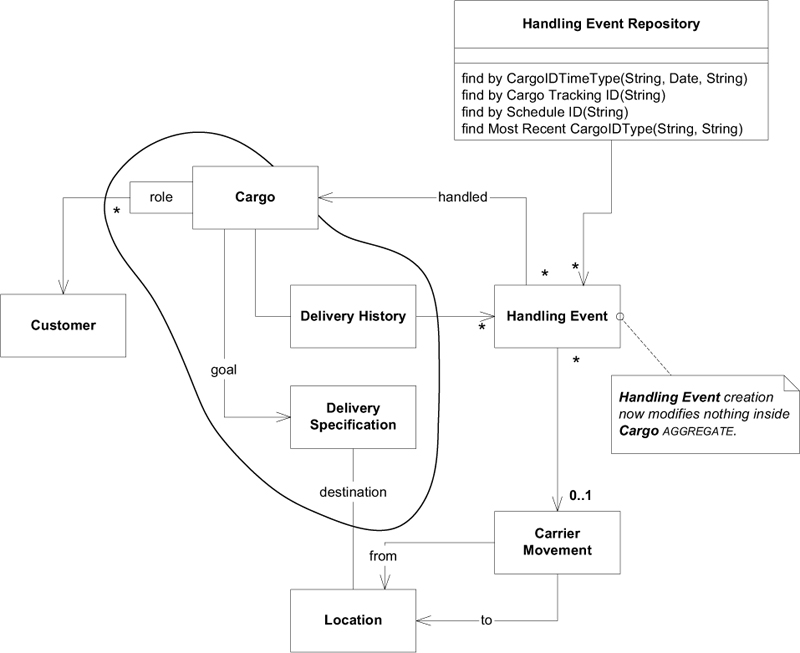 Handling Event Repository
find by CargoIDTimeType(String, Date, String)
find by Cargo Tracking ID(String)
find by Schedule ID(String)
find Most Recent CargoIDType(String, String)
role
Cargo
handled
*
*
*
Customer
Delivery History
*
Handling Event
*
goal
Handling Event creation
now modifies nothing inside
Cargo AGGREGATE.
Delivery
Specification
destination
0..1
Carrier
Movement
from
Location
to